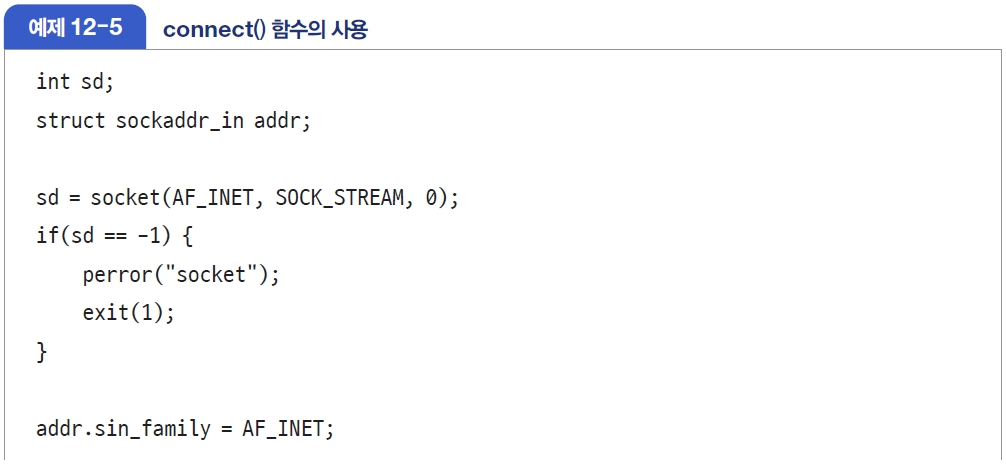 예제 12-5 connect() 함수의 사용
int sd;
struct sockaddr_in addr;
sd = socket(AF_INET, SOCK_STREAM, 0);
if(sd == -1) {
    perror("socket");
    exit(1);
}
addr.sin_family = AF_INET;